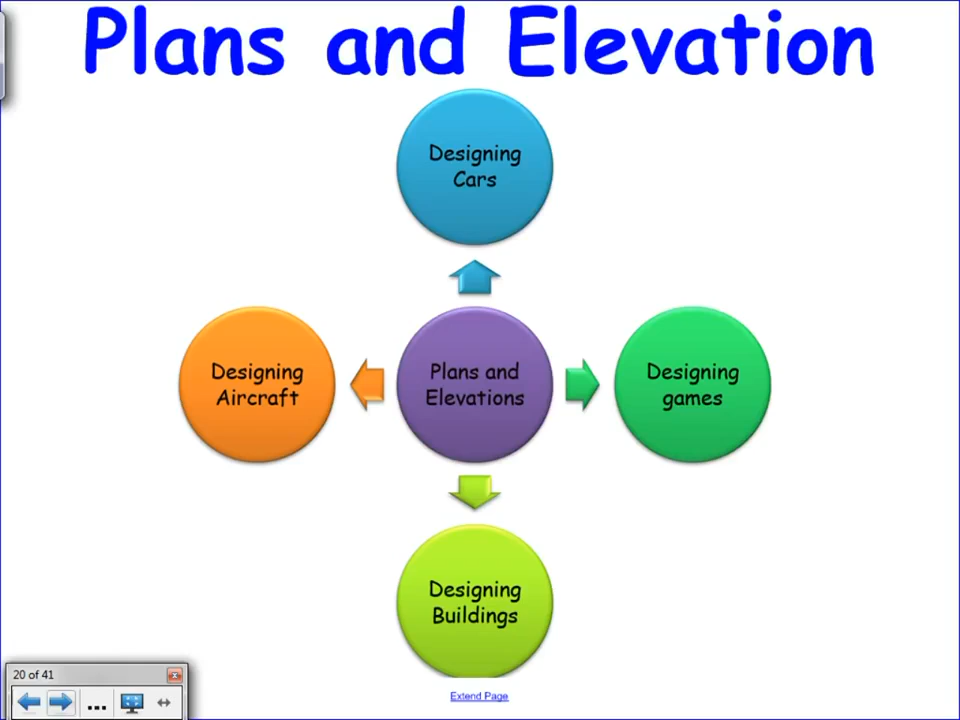 Plans and Elevation
Designing
Cars
Designing
Aircraft
Plans and
Elevations
Designing
games
Designing
Buildings
20 of 41
...
Extend Page